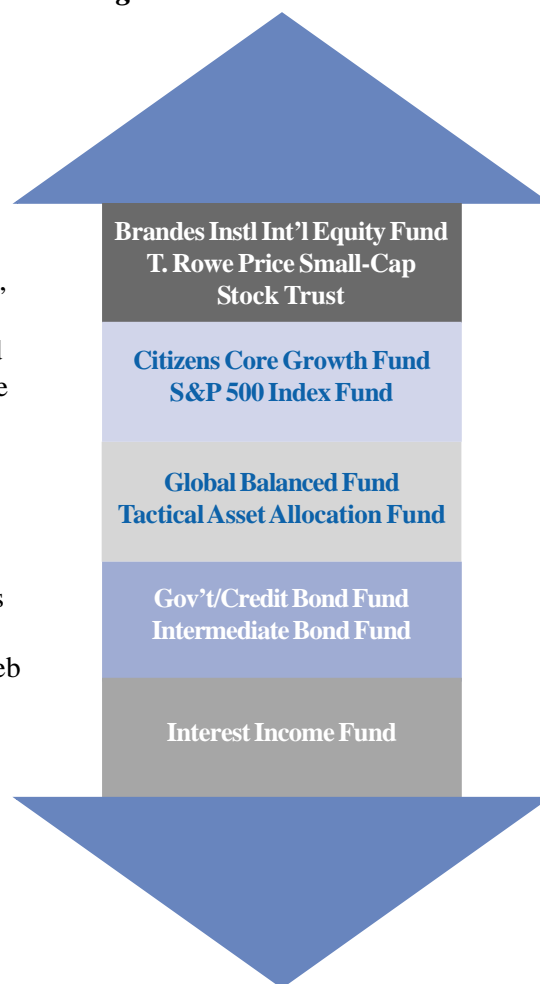 Brandes Instl Int'l Equity Fund
T. Rowe Price Small-Cap
Stock Trust
Citizens Core Growth Fund
S&P 500 Index Fund
Global Balanced Fund
Tactical Asset Allocation Fund
Gov't/Credit Bond Fund
Intermediate Bond Fund
Interest Income Fund